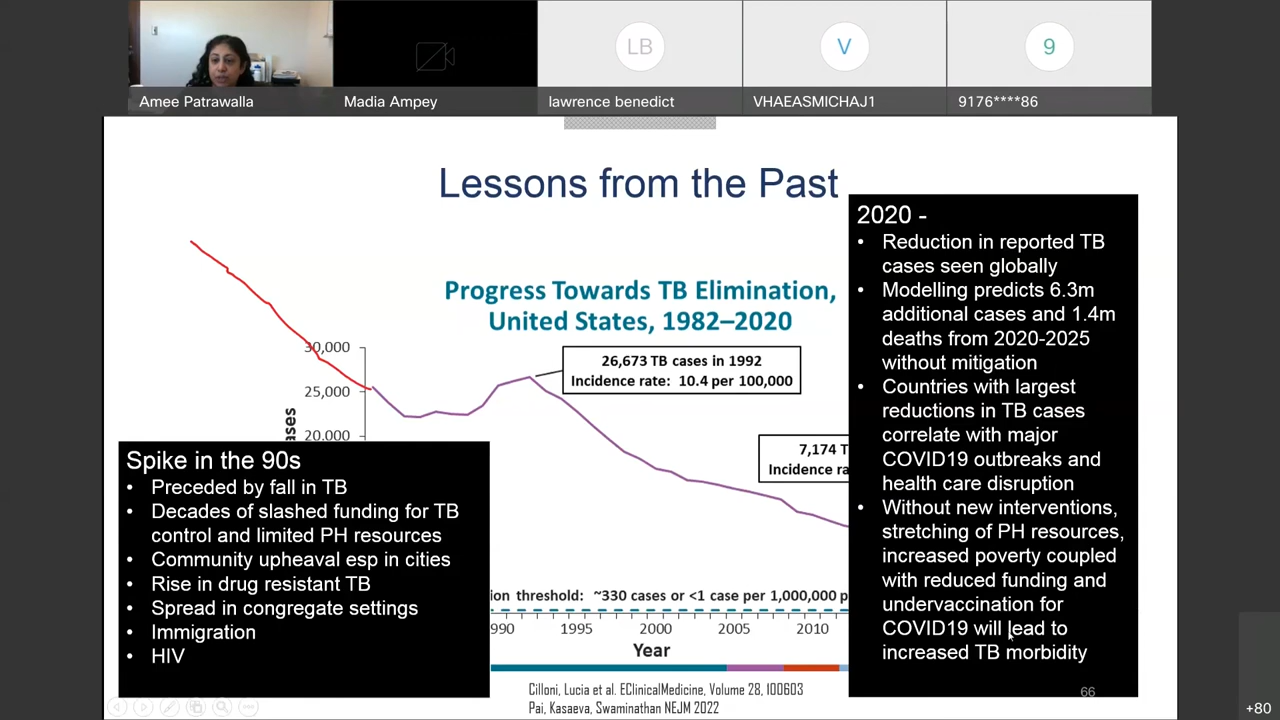 LB
V
9
Amee Patrawalla
Madia Ampey
lawrence benedict
VHAEASMICHAJ1
9176****86
Lessons from the Past
Progress Towards TB Elimination,
United States, 1982–2020
30,000
25,000
20,000
ases
26,673 TB cases in 1992
Incidence rate: 10.4 per 100,000
7,174 T
Incidence ra
Spike in the 90s
• Preceded by fall in TB
• Decades of slashed funding for TB
control and limited PH resources
• Community upheaval esp in cities
• Rise in drug resistant TB
• Spread in congregate settings
• Immigration
• HIV
2020 -
• Reduction in reported TB
cases seen globally
• Modelling predicts 6.3m
additional cases and 1.4m
deaths from 2020-2025
without mitigation
• Countries with largest
reductions in TB cases
correlate with major
COVID19 outbreaks and
health care disruption
• Without new interventions,
stretching of PH resources,
increased poverty coupled
with reduced funding and
undervaccination for
COVID19 will lead to
increased TB morbidity
ion threshold: ~330 cases or <1 case per 1,000,000 p
990 1995 2000 2005 2010
Year
Cilloni, Lucia et al. EClinicalMedicine, Volume 28, 100603
Pai, Kasaeva, Swaminathan NEJM 2022
66
+80